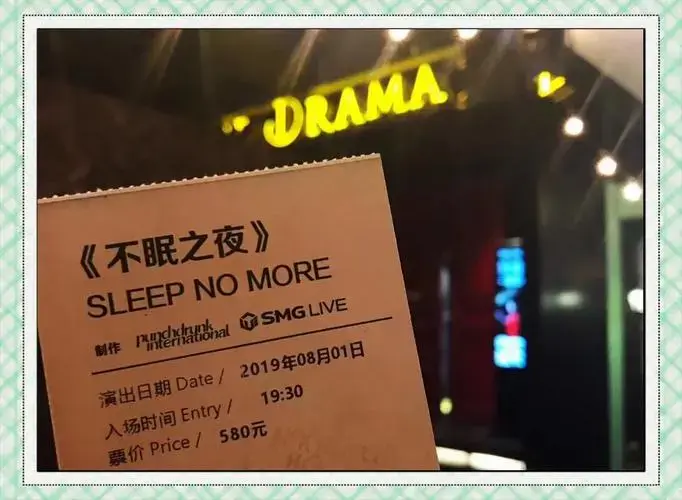 DRAMA
《不眠之夜》
SLEEP NO MORE
制作 punchdrunk international SMG LIVE
演出日期 Date / 2019年08月01日
入场时间 Entry / 19:30
票价 Price / 580元